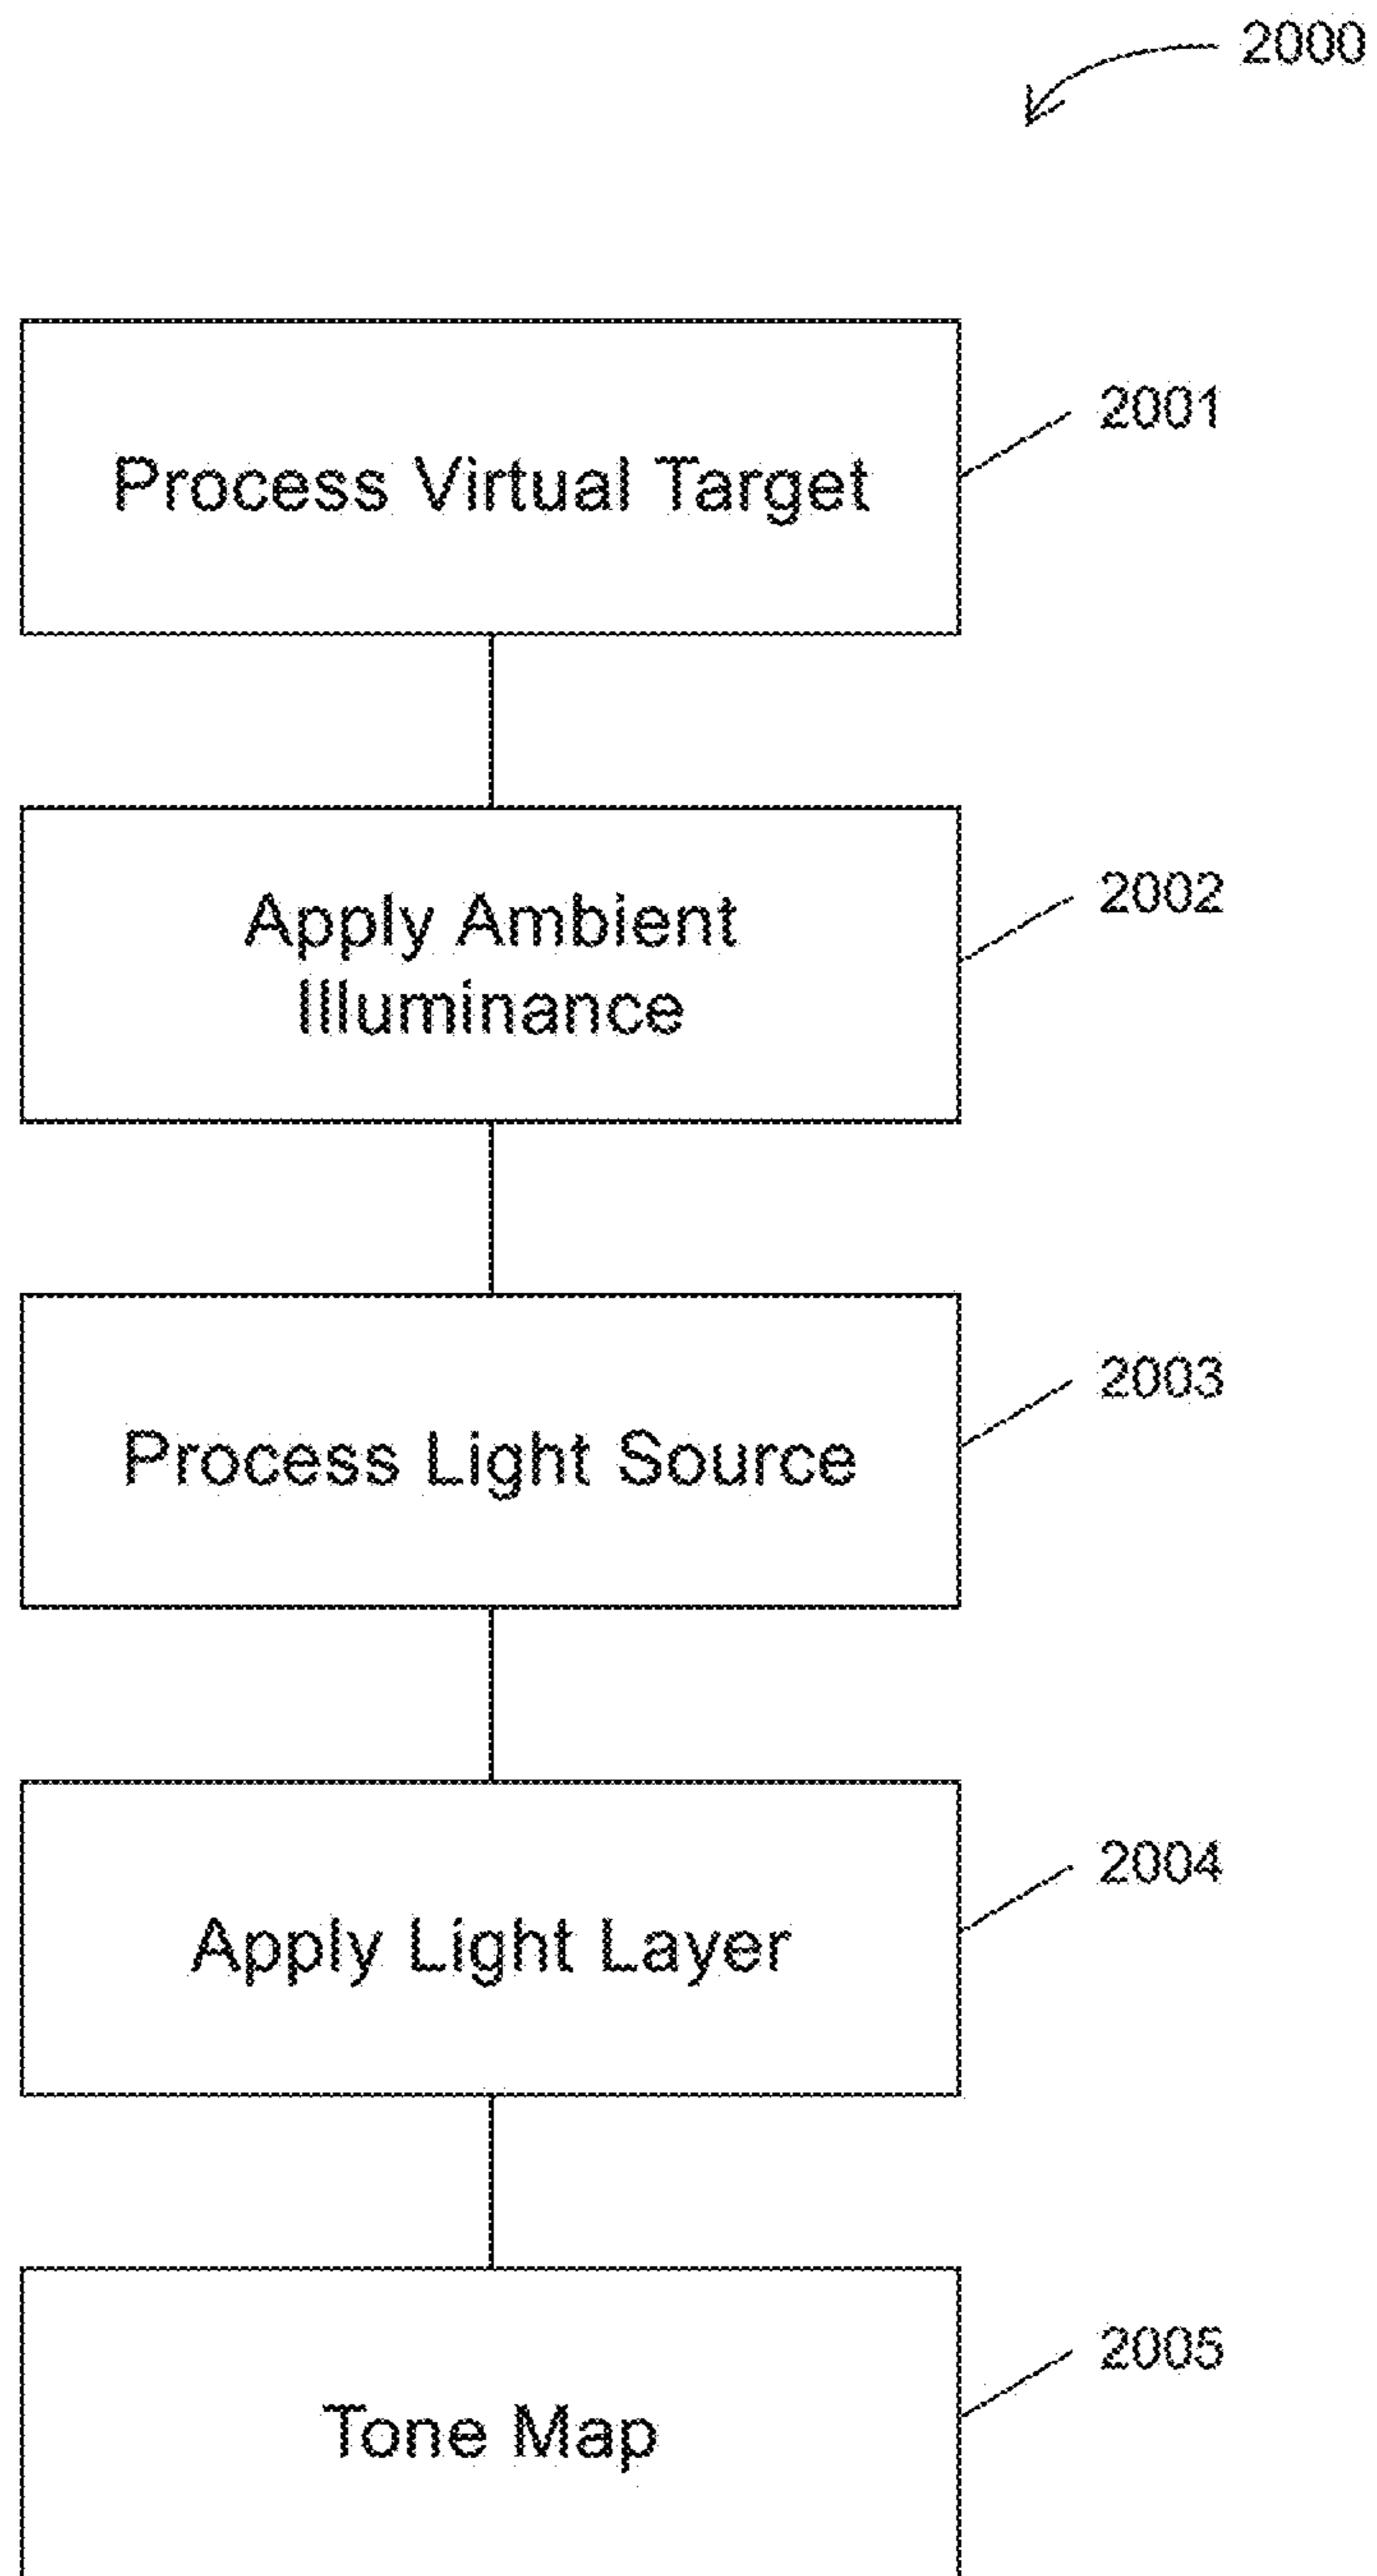 2000
Process Virtual Target
2001
Apply Ambient
Illuminance
2002
Process Light Source
2003
Apply Light Layer
2004
Tone Map
2005